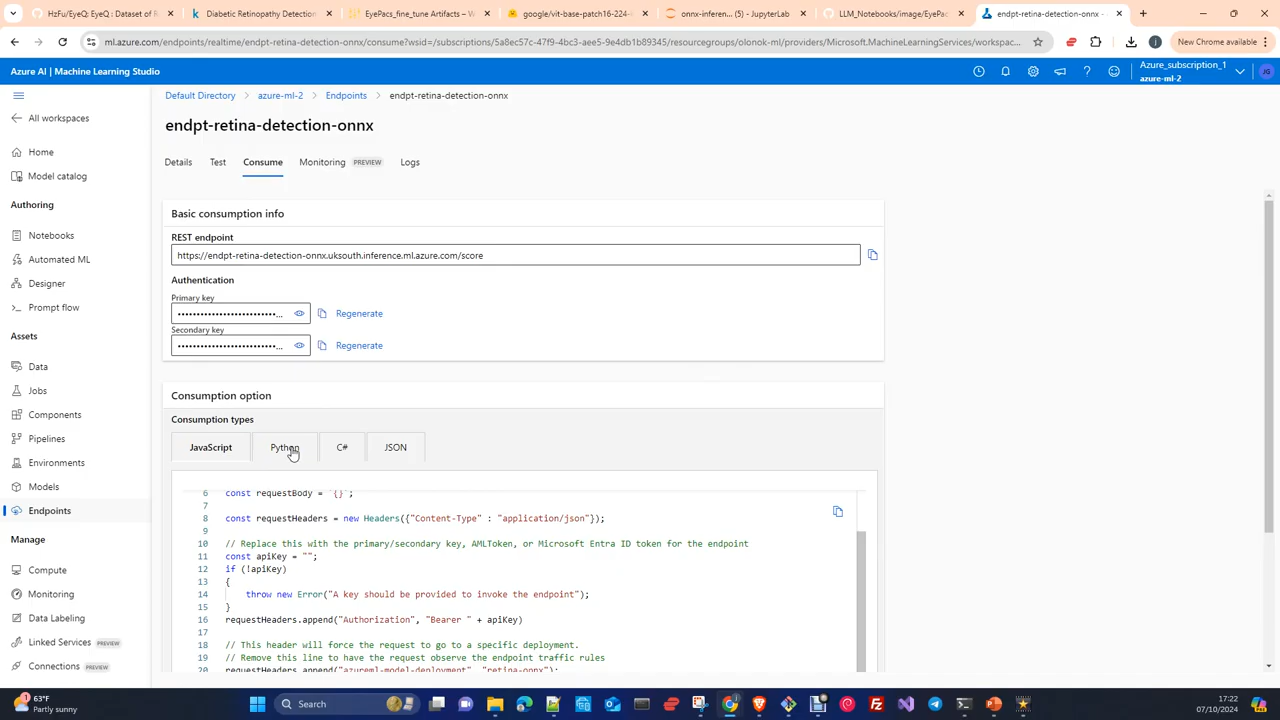 HzFu/EyeQ: EyeQ : Dataset of R
Diabetic Retinopathy Detection
EyePacs_fine_tune Artifacts – W
google/vit-base-patch16-224-i
onnx-inferen... (5) - JupyterLab
LLM_Notebooks/image/EyePac
endpt-retina-detection-onnx -
ml.azure.com/endpoints/realtime/endpt-retina-detection-onnx/consume?wsid=/subscriptions/5a8ec57c-47f9-4bc3-aee5-9e4db1b89345/resourcegroups/olonok-ml/providers/Microsoft.MachineLearningServices/workspac...
New Chrome available
Azure AI | Machine Learning Studio
Azure_subscription_1
azure-ml-2
JG
All workspaces
Home
Model catalog
Authoring
Notebooks
Automated ML
Designer
Prompt flow
Assets
Data
Jobs
Components
Pipelines
Environments
Models
Endpoints
Manage
Compute
Monitoring
Data Labeling
Linked Services PREVIEW
Connections PREVIEW
Default Directory > azure-ml-2 > Endpoints > endpt-retina-detection-onnx
endpt-retina-detection-onnx
Details Test Consume Monitoring PREVIEW Logs
Basic consumption info
REST endpoint
https://endpt-retina-detection-onnx.uksouth.inference.ml.azure.com/score
Authentication
Primary key
Regenerate
Secondary key
Regenerate
Consumption option
Consumption types
JavaScript Python C# JSON
6 const requestBody = `{}`;
7
8 const requestHeaders = new Headers({"Content-Type" : "application/json"});
9
10 // Replace this with the primary/secondary key, AMLToken, or Microsoft Entra ID token for the endpoint
11 const apiKey = "";
12 if (!apiKey)
13 {
14 throw new Error("A key should be provided to invoke the endpoint");
15 }
16 requestHeaders.append("Authorization", "Bearer " + apiKey)
17
18 // This header will force the request to go to a specific deployment.
19 // Remove this line to have the request observe the endpoint traffic rules
20 requestHeaders.append("azureml-model-deployment", "retina-onnx");
63°F
Partly sunny
Search
17:22
07/10/2024